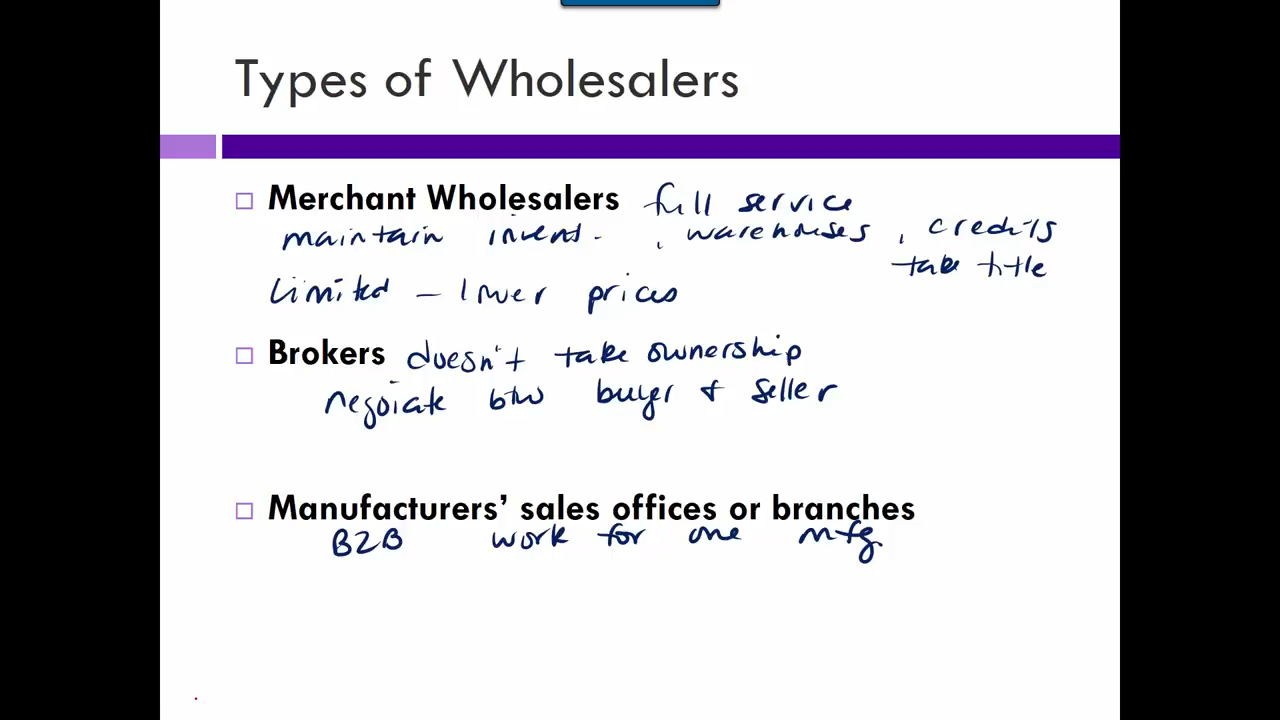 Types of Wholesalers
Merchant Wholesalers full service
maintain invent. , warehouses , credits
take title
Limited – lower prices
Brokers doesn't take ownership
negoiate btw buyer & seller
Manufacturers' sales offices or branches
B2B work for one mfg